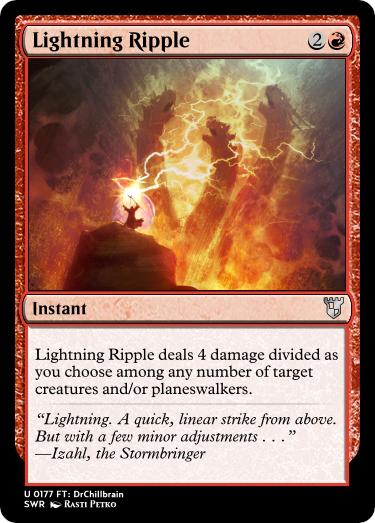 Lightning Ripple 2
Instant
Lightning Ripple deals 4 damage divided as
you choose among any number of target
creatures and/or planeswalkers.
“Lightning. A quick, linear strike from above.
But with a few minor adjustments . . .”
—Izahl, the Stormbringer
U 0177 FT: DrChillbrain
SWR Rasti Petko